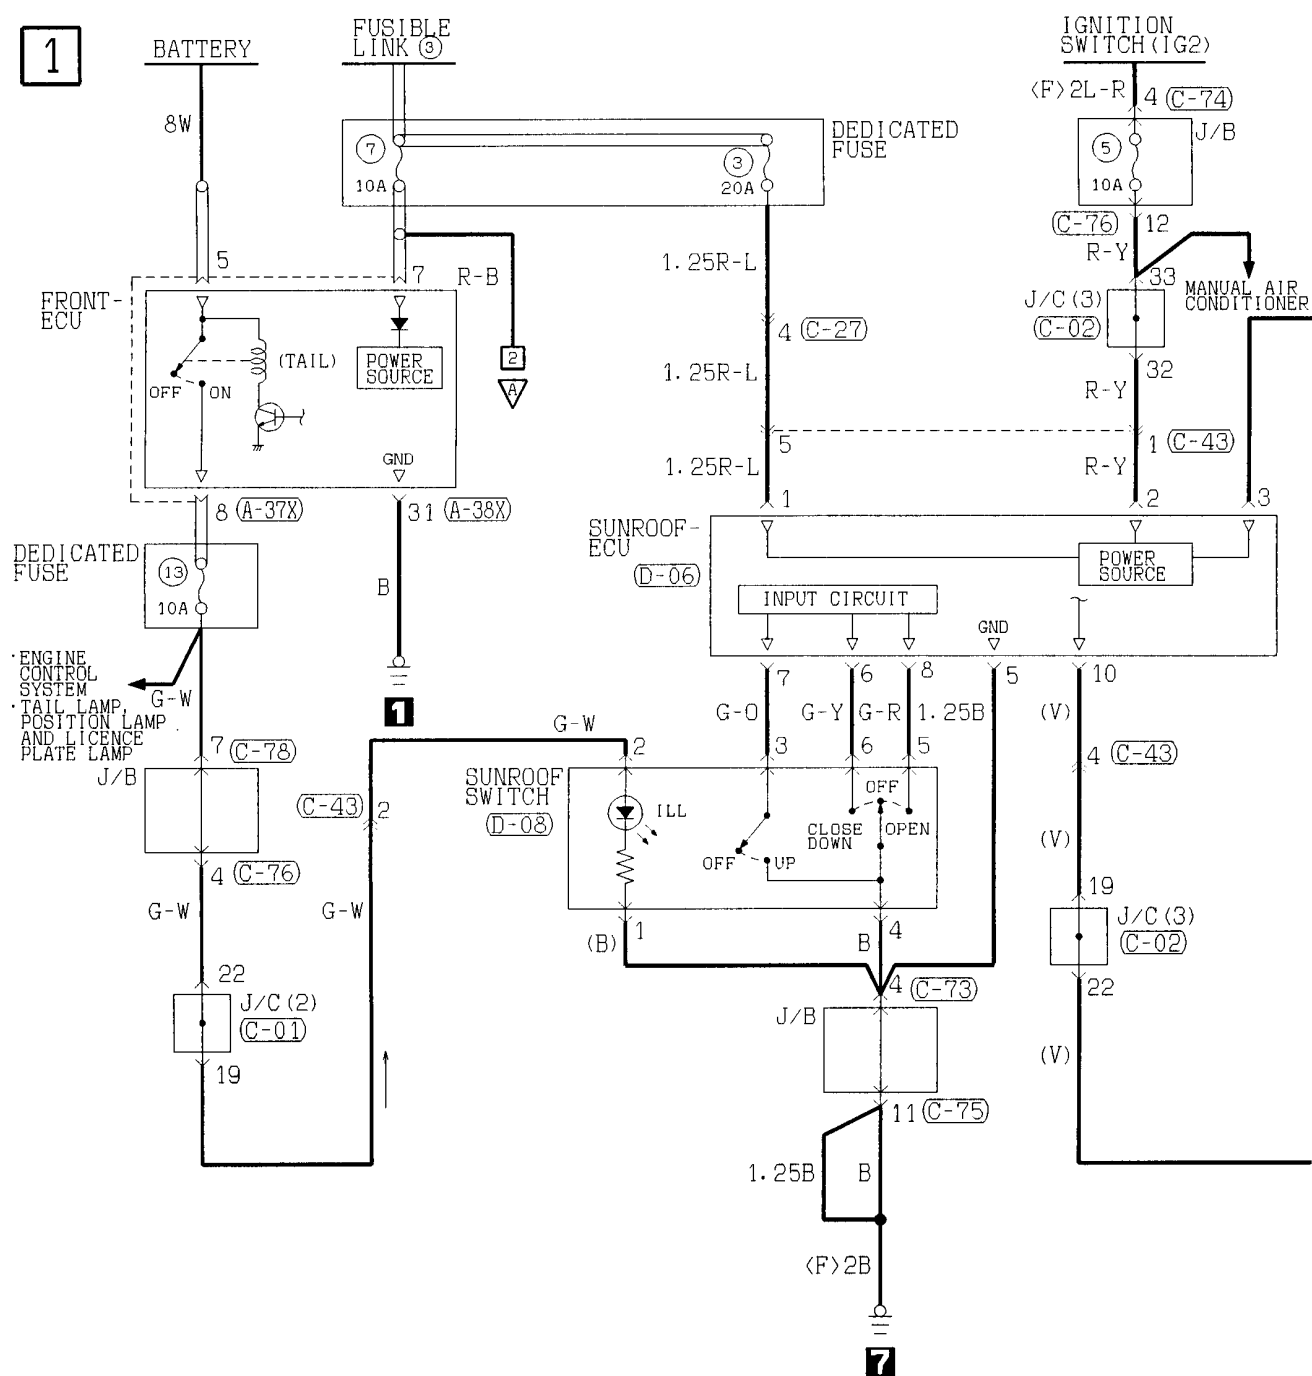 1
BATTERY
FUSIBLE
LINK ③
IGNITION
SWITCH (IG2)
<F>2L-R
4 (C-74)
8W
DEDICATED
FUSE
J/B
⑦
10A
③
20A
⑤
10A
(C-76) 12
R-Y
5
7
R-B
1.25R-L
33
MANUAL AIR
CONDITIONER
FRONT-
ECU
J/C (3)
(C-02)
(TAIL)
POWER
SOURCE
2
A
4 (C-27)
32
OFF
ON
1.25R-L
R-Y
GND
5
1 (C-43)
1.25R-L
R-Y
8 (A-37X)
31 (A-38X)
1
2
3
DEDICATED
FUSE
SUNROOF-
ECU
(D-06)
POWER
SOURCE
⑬
10A
B
INPUT CIRCUIT
GND
·ENGINE
CONTROL
SYSTEM
·TAIL LAMP,
POSITION LAMP
AND LICENCE
PLATE LAMP
G-W
1
7
6
8
5
10
G-O
G-Y
G-R
1.25B
(V)
G-W
7 (C-78)
2
3
6
5
4 (C-43)
J/B
SUNROOF
SWITCH
(D-08)
(C-43) 2
ILL
OFF
CLOSE
DOWN
OPEN
OFF
UP
(V)
4 (C-76)
19
G-W
G-W
1
(B)
4
B
J/C (3)
(C-02)
22
22
J/C (2)
(C-01)
4 (C-73)
J/B
19
(V)
11 (C-75)
1.25B
B
<F>2B
7